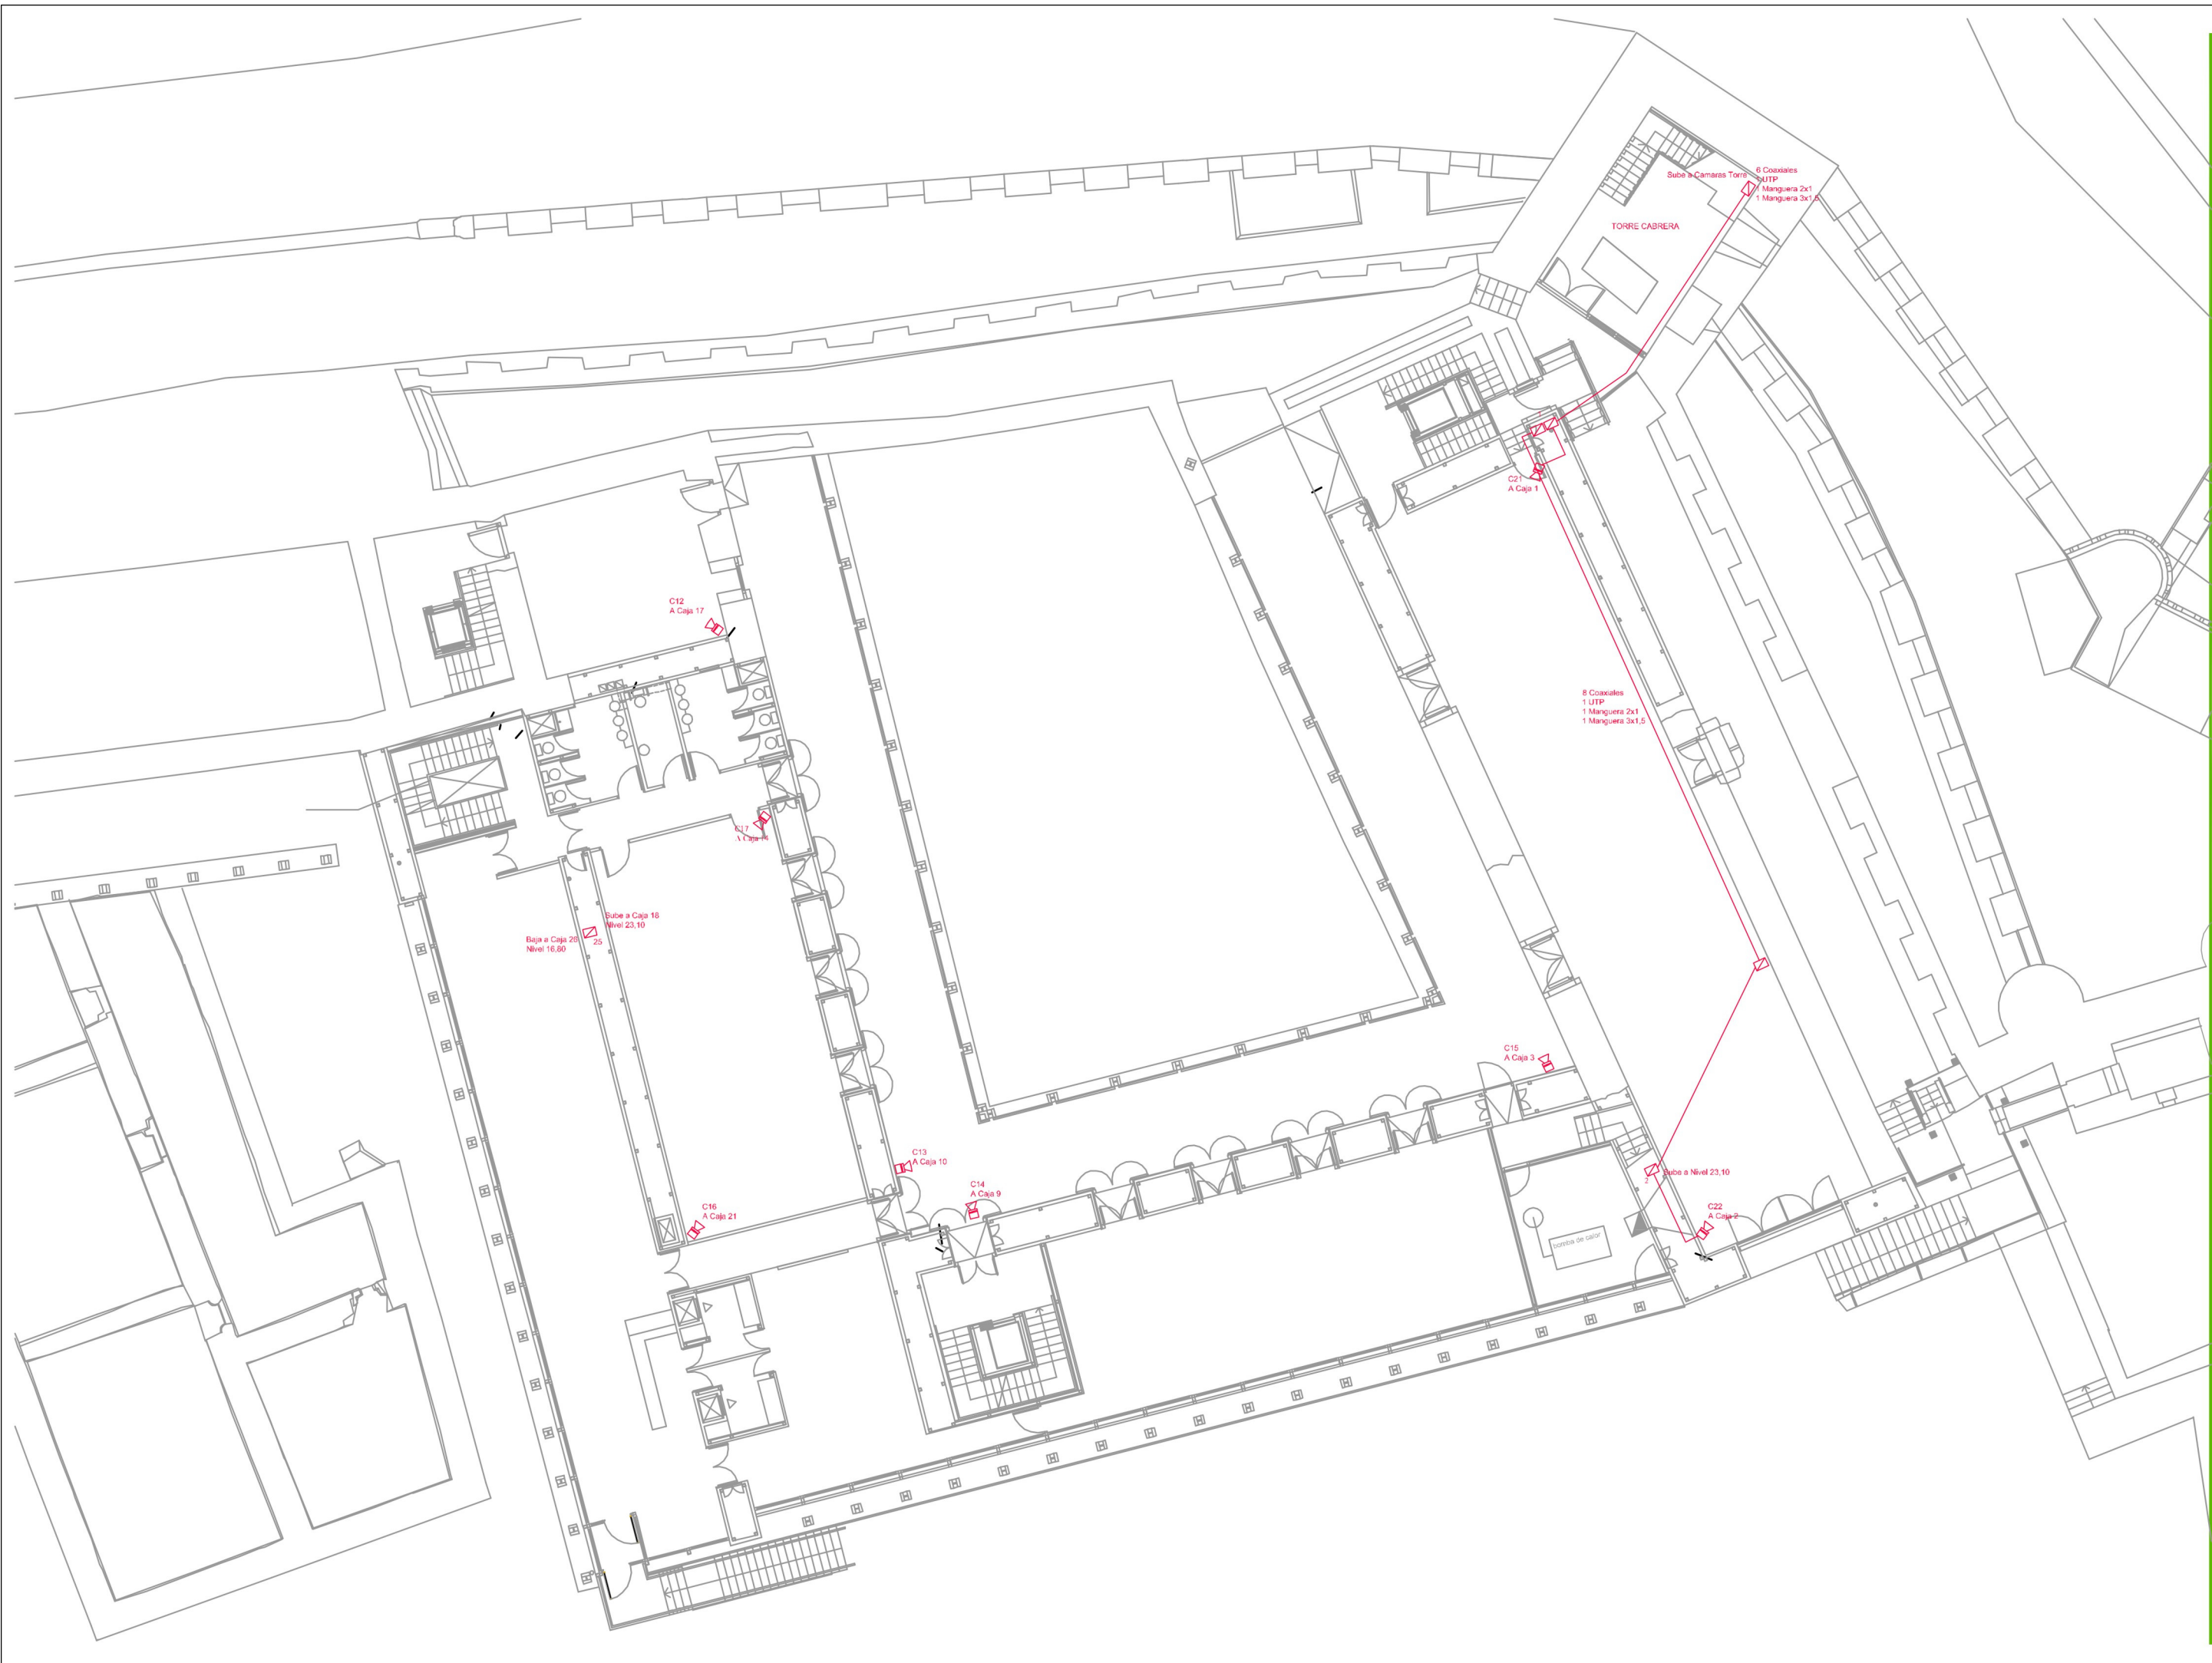 Sube a Camaras Torre
6 Coaxiales
1 UTP
1 Manguera 2x1
1 Manguera 3x1,5
TORRE CABRERA
C21
A Caja 1
C12
A Caja 17
8 Coaxiales
1 UTP
1 Manguera 2x1
1 Manguera 3x1,5
C17
A Caja 14
Sube a Caja 18
Nivel 23,10
Baja a Caja 28
Nivel 16,60
25
C15
A Caja 3
C13
A Caja 10
Sube a Nivel 23,10
2
C14
A Caja 9
C16
A Caja 21
C22
A Caja 2
bomba de calor